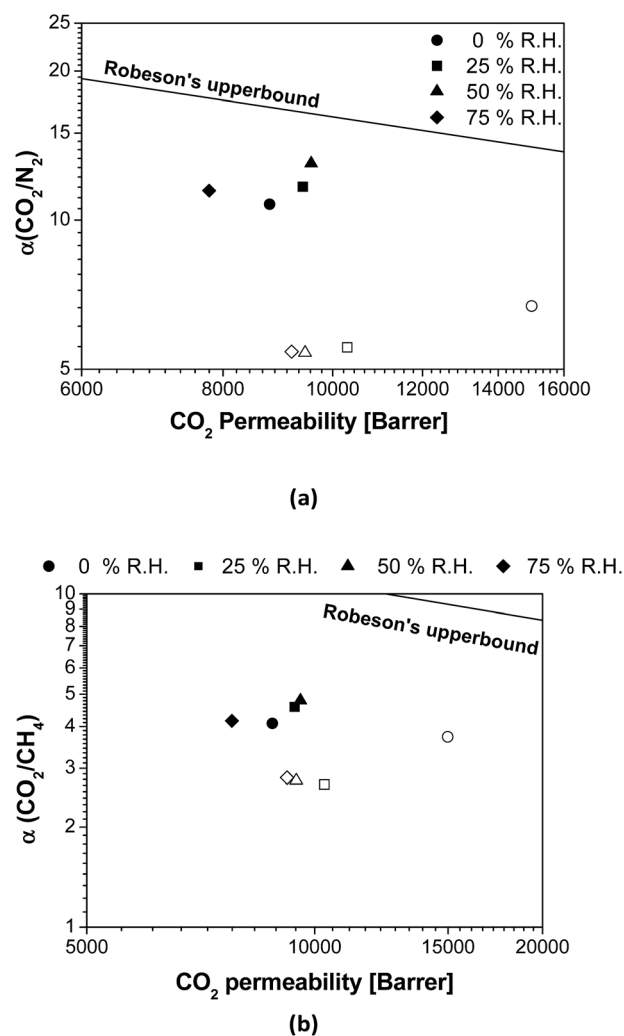 25
20
15
10
5
α(CO2/N2)
Robeson's upperbound
0 % R.H.
25 % R.H.
50 % R.H.
75 % R.H.
6000 8000 10000 12000 14000 16000
CO2 Permeability [Barrer]
(a)
0 % R.H. 25 % R.H. 50 % R.H. 75 % R.H.
10
9
8
7
6
5
4
3
2
1
α (CO2/CH4)
Robeson's upperbound
5000 10000 15000 20000
CO2 permeability [Barrer]
(b)